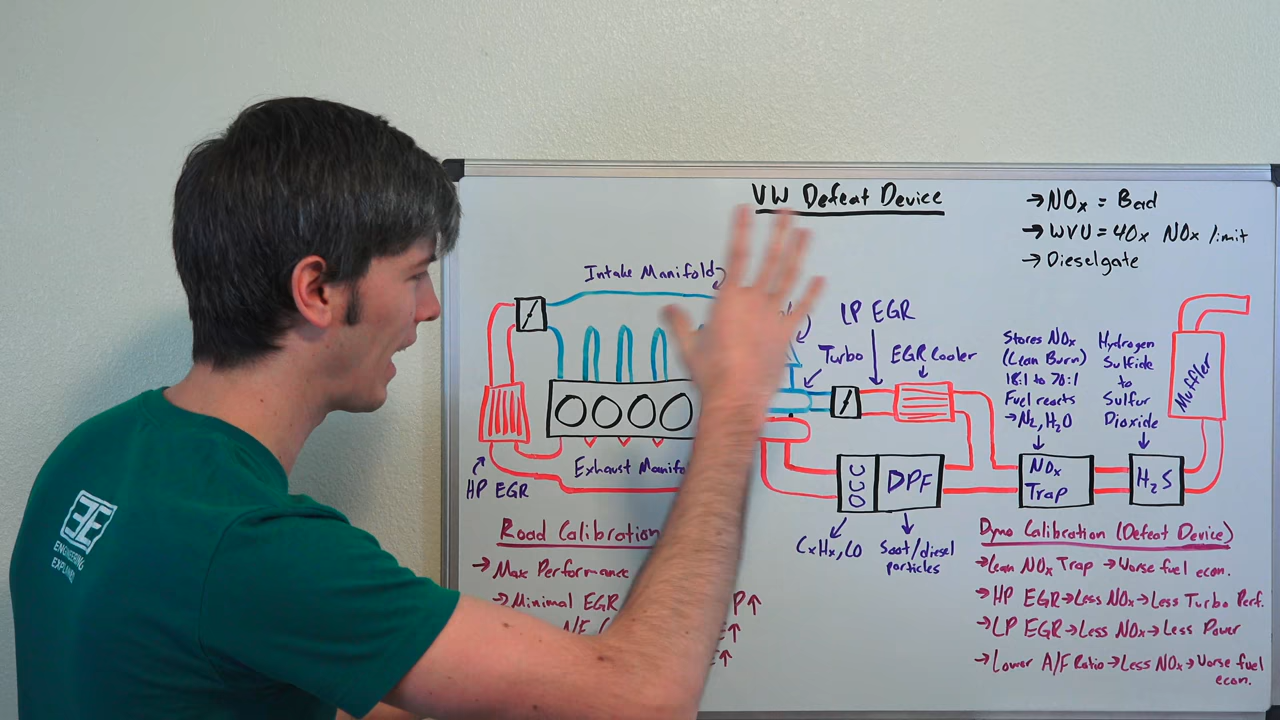 VW Defeat Device
→ NOx = Bad
→ WVU = 40x NOx limit
→ Dieselgate
Intake Manifold
LP EGR
Turbo
EGR Cooler
Stores NOx
(Lean Burn)
18:1 to 70:1
Fuel reacts
→ N2, H2O
Hydrogen
Sulfide
to
Sulfur
Dioxide
Muffler
HP EGR
Exhaust
DPF
NOx
Trap
H2S
CxHx, CO
Soot/diesel
particles
ENGINEERING
EXPLAINED
Road Calibration
→ Max Performance
→ Minimal EGR
P↑
A/F
↑
↑
Dyno Calibration (Defeat Device)
→ Lean NOx Trap → Worse fuel econ.
→ HP EGR → Less NOx → Less Turbo Perf.
→ LP EGR → Less NOx → Less Power
→ Lower A/F Ratio → Less NOx → Worse fuel
econ.